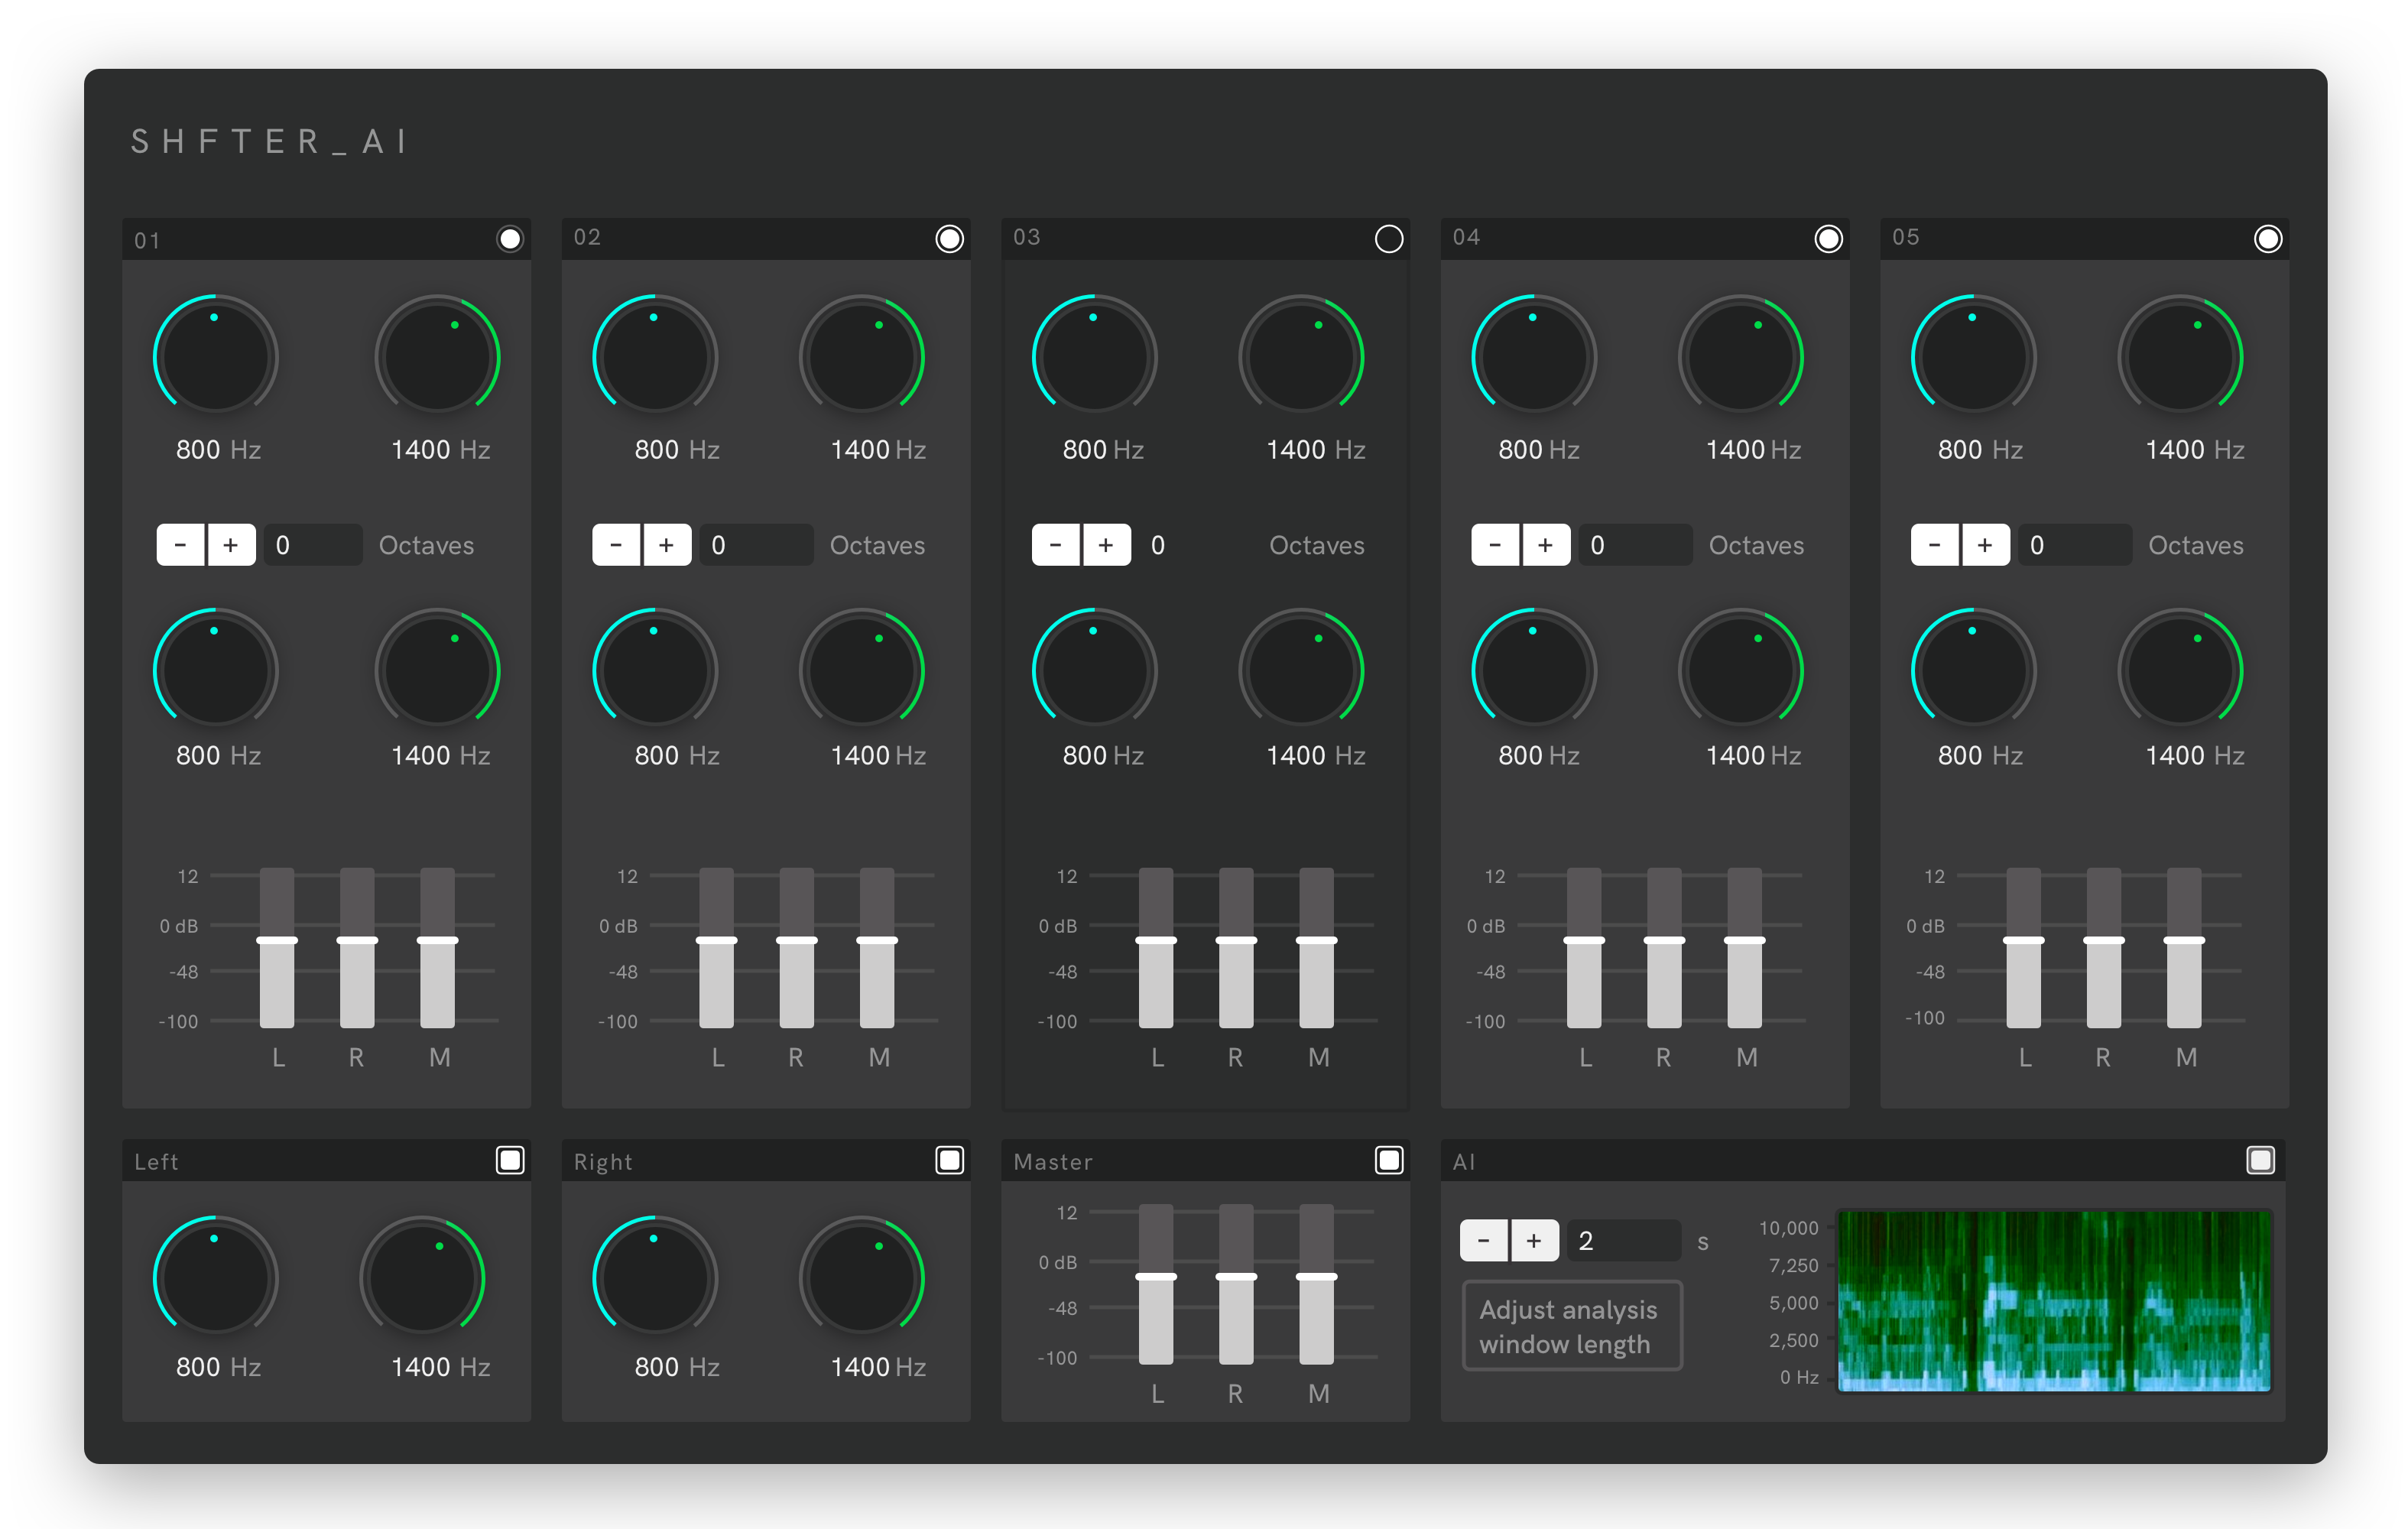 SHFTER_AI
01 02 03 04 05
800 Hz 1400 Hz 800 Hz 1400 Hz 800 Hz 1400 Hz 800 Hz 1400 Hz 800 Hz 1400 Hz
- + 0 Octaves - + 0 Octaves - + 0 Octaves - + 0 Octaves - + 0 Octaves
800 Hz 1400 Hz 800 Hz 1400 Hz 800 Hz 1400 Hz 800 Hz 1400 Hz 800 Hz 1400 Hz
12 12 12 12 12
0 dB 0 dB 0 dB 0 dB 0 dB
-48 -48 -48 -48 -48
-100 -100 -100 -100 -100
L R M L R M L R M L R M L R M
Left Right Master AI
800 Hz 1400 Hz 800 Hz 1400 Hz
12
0 dB
-48
-100
L R M
- + 2 s
Adjust analysis
window length
10,000
7,250
5,000
2,500
0 Hz